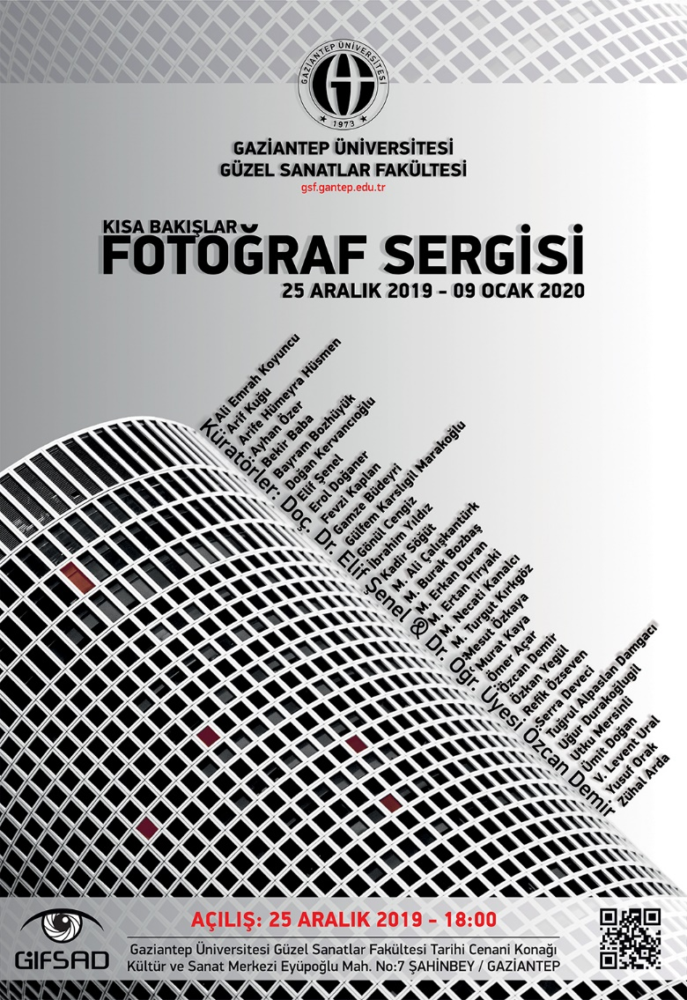 GAZİANTEP ÜNİVERSİTESİ
1973
GAZİANTEP ÜNİVERSİTESİ
GÜZEL SANATLAR FAKÜLTESİ
gsf.gantep.edu.tr
KISA BAKIŞLAR
FOTOĞRAF SERGİSİ
25 ARALIK 2019 - 09 OCAK 2020
Ali Emrah Koyuncu
Arif Kuğu
Arife Hümeyra Hüsmen
Ayhan Özer
Bekir Baba
Bayram Bozhüyük
Doğan Kervancıoğlu
Elif Şenel
Erol Doğaner
Fevzi Kaplan
Gamze Büdeyri
Gülfem Karslıgil Marakoğlu
Gönül Cengiz
İbrahim Yıldız
Kadir Söğüt
M. Ali Çalışkantürk
M. Burak Bozbaş
M. Erkan Duran
M. Ertan Tiryaki
M. Necati Kanalcı
M. Turgut Kırkgöz
Mesut Özkaya
Murat Kaya
Ömer Açar
Özcan Demir
Özkan Yegül
Refik Özseven
Serra Deveci
Tuğrul Alpaslan Damgacı
Uğur Durakoğlugil
Utku Mersinli
Ümit Doğan
V. Levent Ural
Yusuf Orak
Zühal Arda
Küratörler: Doç. Dr. Elif Şenel & Dr. Öğr. Üyesi Özcan Demir
GİFSAD
AÇILIŞ: 25 ARALIK 2019 - 18:00
Gaziantep Üniversitesi Güzel Sanatlar Fakültesi Tarihi Cenani Konağı
Kültür ve Sanat Merkezi Eyüpoğlu Mah. No:7 ŞAHİNBEY / GAZİANTEP